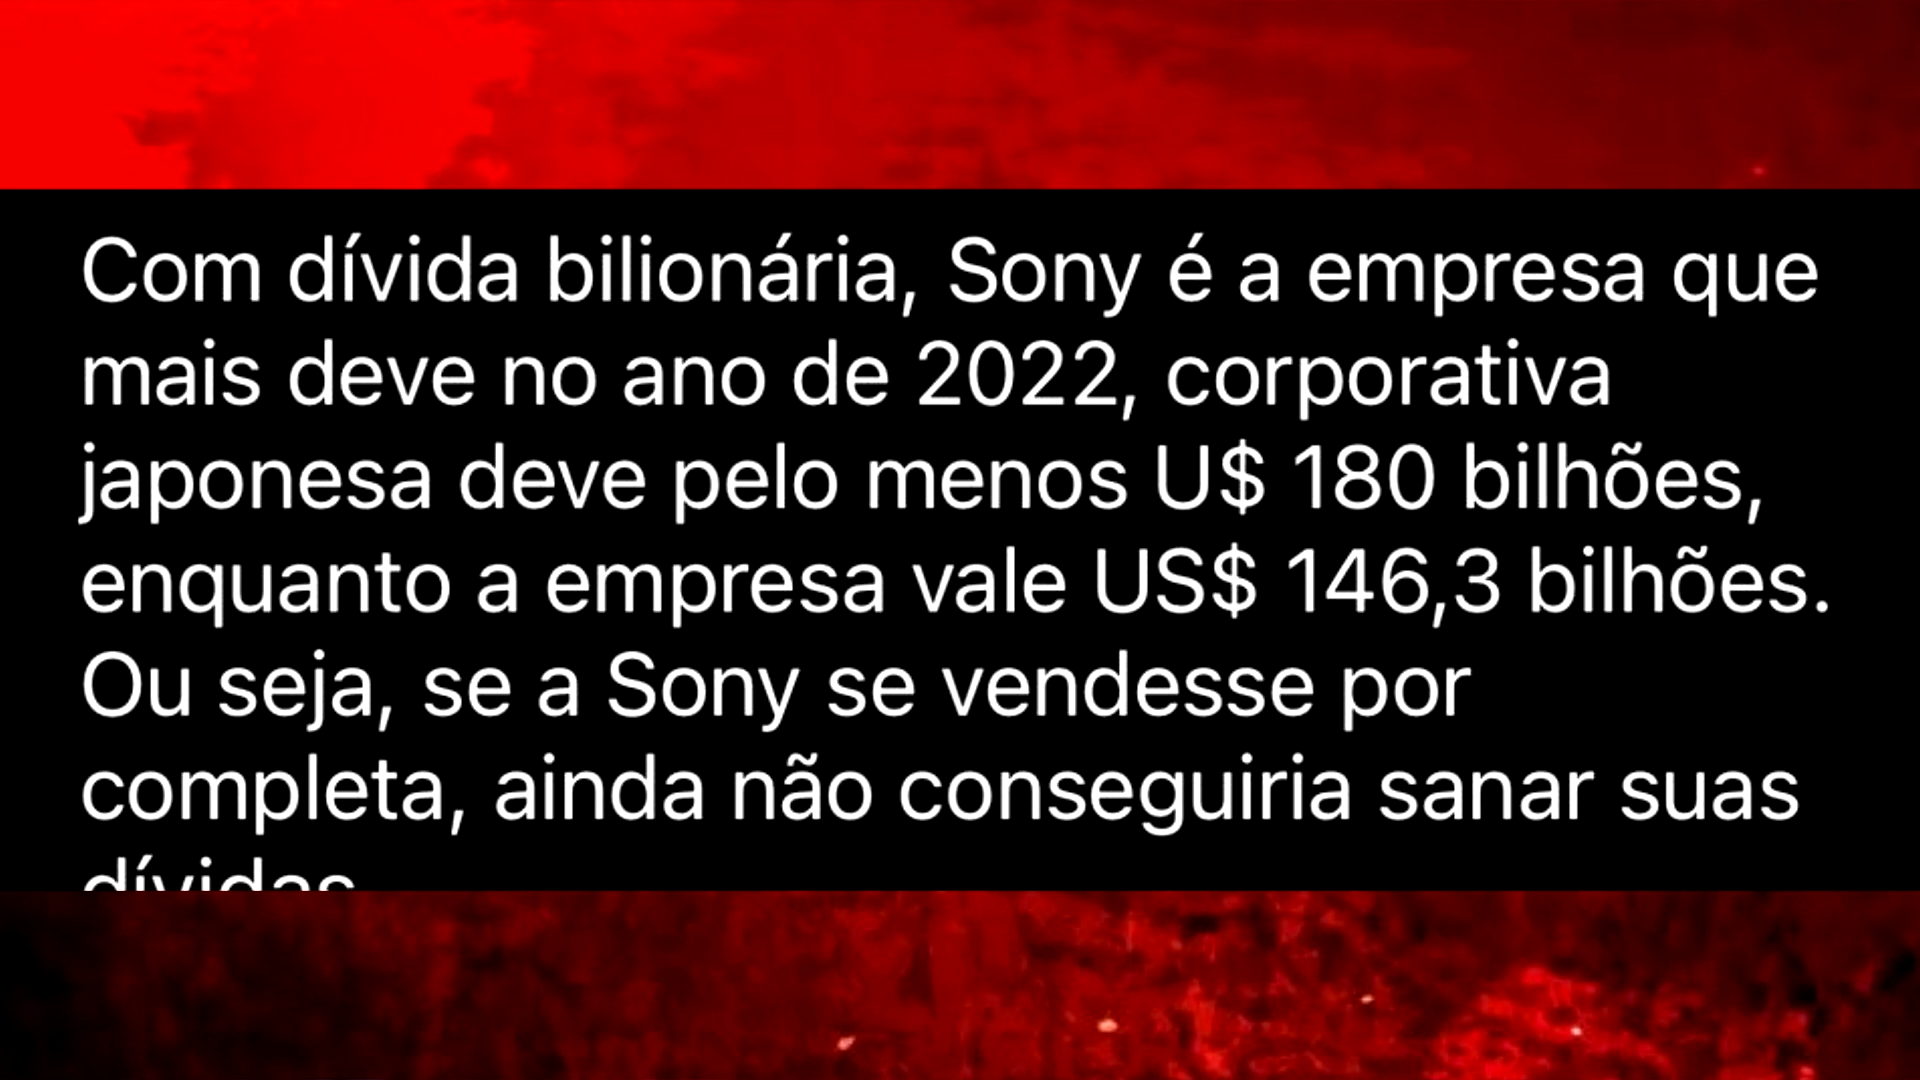 Com dívida bilionária, Sony é a empresa que
mais deve no ano de 2022, corporativa
japonesa deve pelo menos U$ 180 bilhões,
enquanto a empresa vale US$ 146,3 bilhões.
Ou seja, se a Sony se vendesse por
completa, ainda não conseguiria sanar suas
dívidas